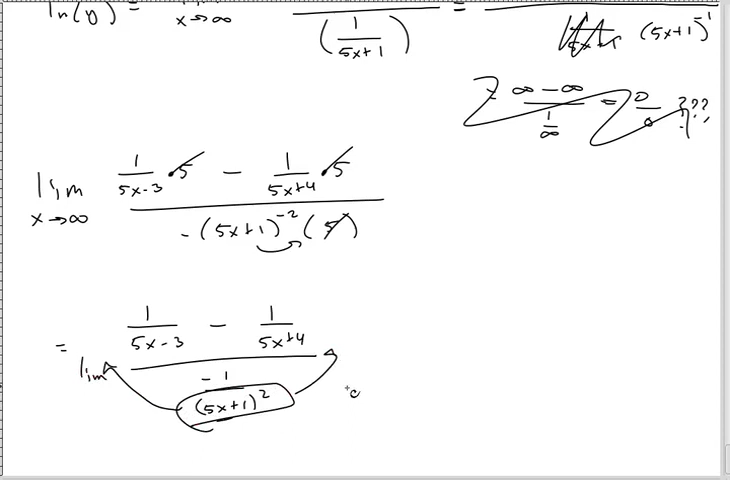 ln(y) =
x→∞
(1/(5x+1)) =
(5x+1)^-1
= (∞ - ∞)/(1/∞) = 0/0 ???
lim x→∞ (1/(5x-3) · 5 - 1/(5x+4) · 5)/(-(5x+1)^-2 (5))
= lim (1/(5x-3) - 1/(5x+4))/(-1/(5x+1)^2)